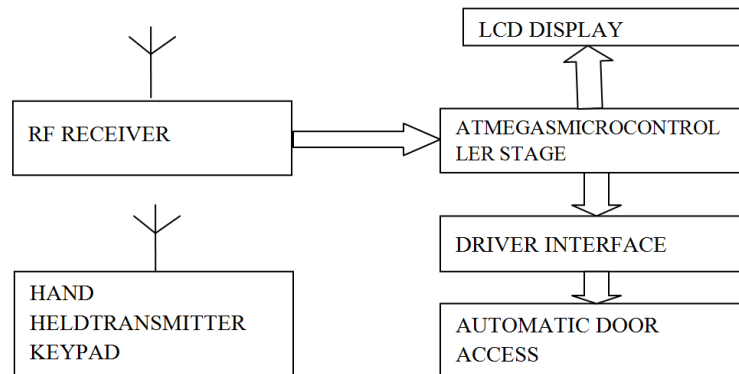 LCD DISPLAY
RF RECEIVER
ATMEGASMICROCONTROL
LER STAGE
DRIVER INTERFACE
HAND
HELDTRANSMITTER
KEYPAD
AUTOMATIC DOOR
ACCESS